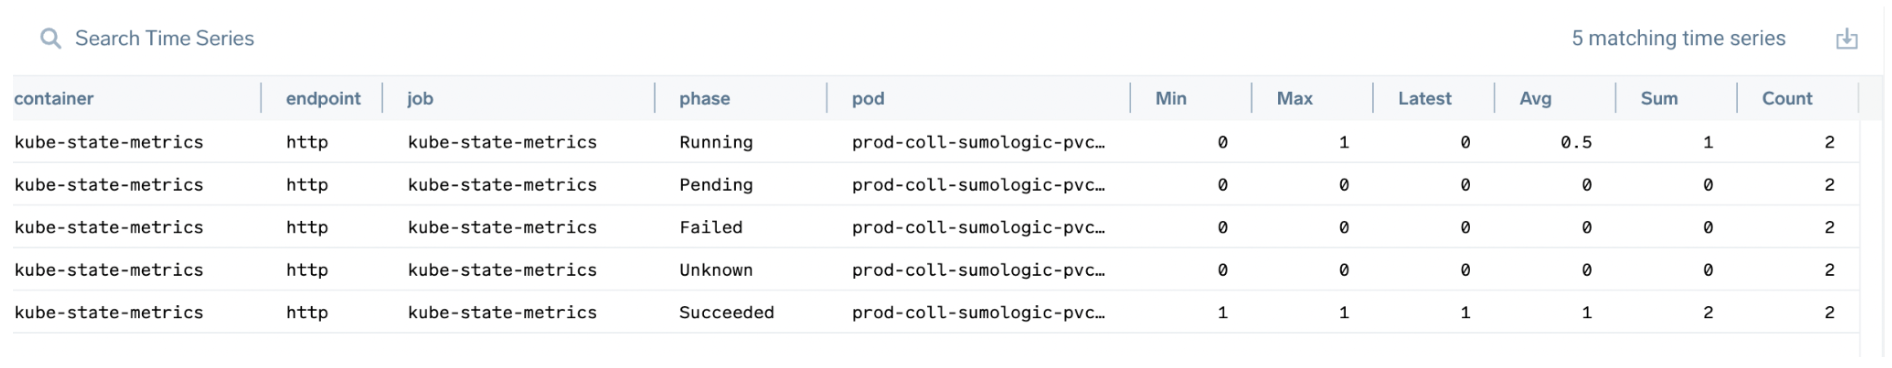 Search Time Series 5 matching time series
container endpoint job phase pod Min Max Latest Avg Sum Count
kube-state-metrics http kube-state-metrics Running prod-coll-sumologic-pvc… 0 1 0 0.5 1 2
kube-state-metrics http kube-state-metrics Pending prod-coll-sumologic-pvc… 0 0 0 0 0 2
kube-state-metrics http kube-state-metrics Failed prod-coll-sumologic-pvc… 0 0 0 0 0 2
kube-state-metrics http kube-state-metrics Unknown prod-coll-sumologic-pvc… 0 0 0 0 0 2
kube-state-metrics http kube-state-metrics Succeeded prod-coll-sumologic-pvc… 1 1 1 1 2 2